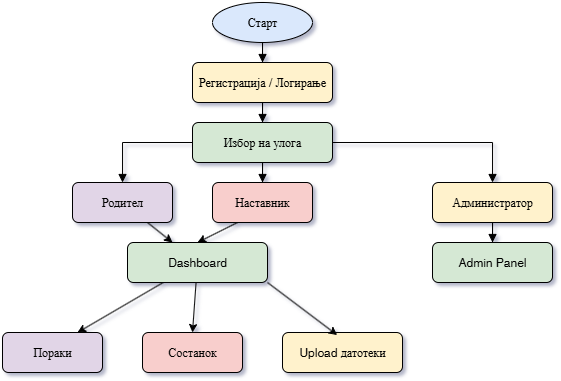 Старт
Регистрација / Логирање
Избор на улога
Родител
Наставник
Администратор
Dashboard
Admin Panel
Пораки
Состанок
Upload датотеки